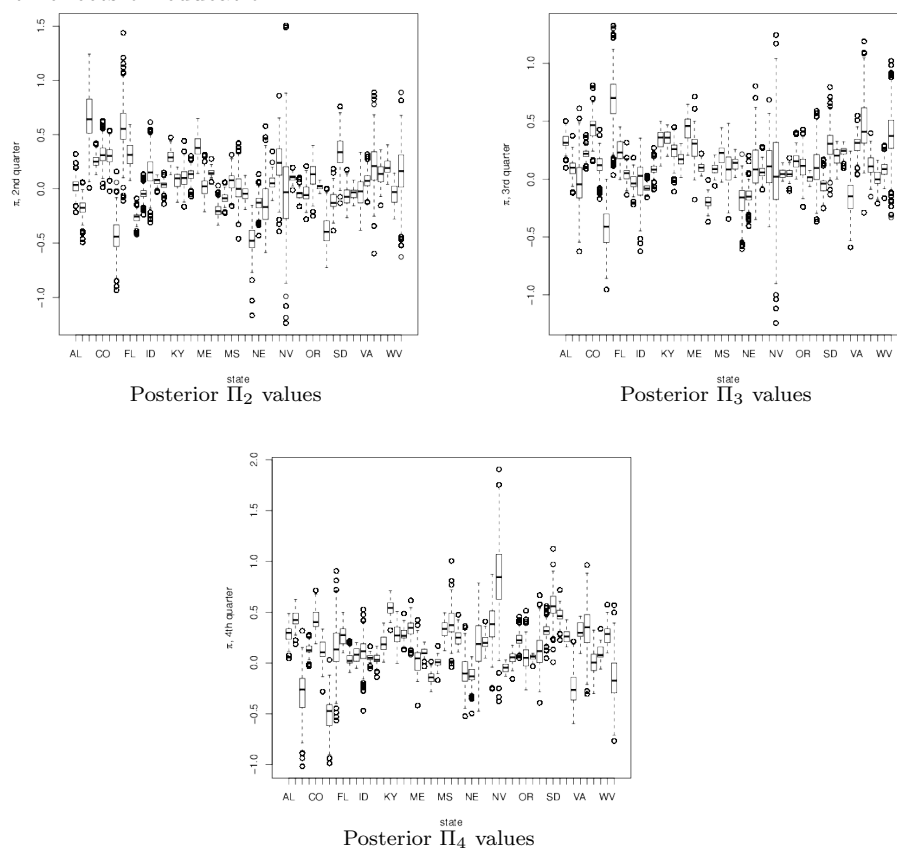 π, 2nd quarter
1.5
1.0
0.5
0.0
−0.5
−1.0
AL CO FL ID KY ME MS NE NV OR SD VA WV
state
Posterior Π₂ values
π, 3rd quarter
1.0
0.5
0.0
−0.5
−1.0
AL CO FL ID KY ME MS NE NV OR SD VA WV
state
Posterior Π₃ values
π, 4th quarter
2.0
1.5
1.0
0.5
0.0
−0.5
−1.0
AL CO FL ID KY ME MS NE NV OR SD VA WV
state
Posterior Π₄ values